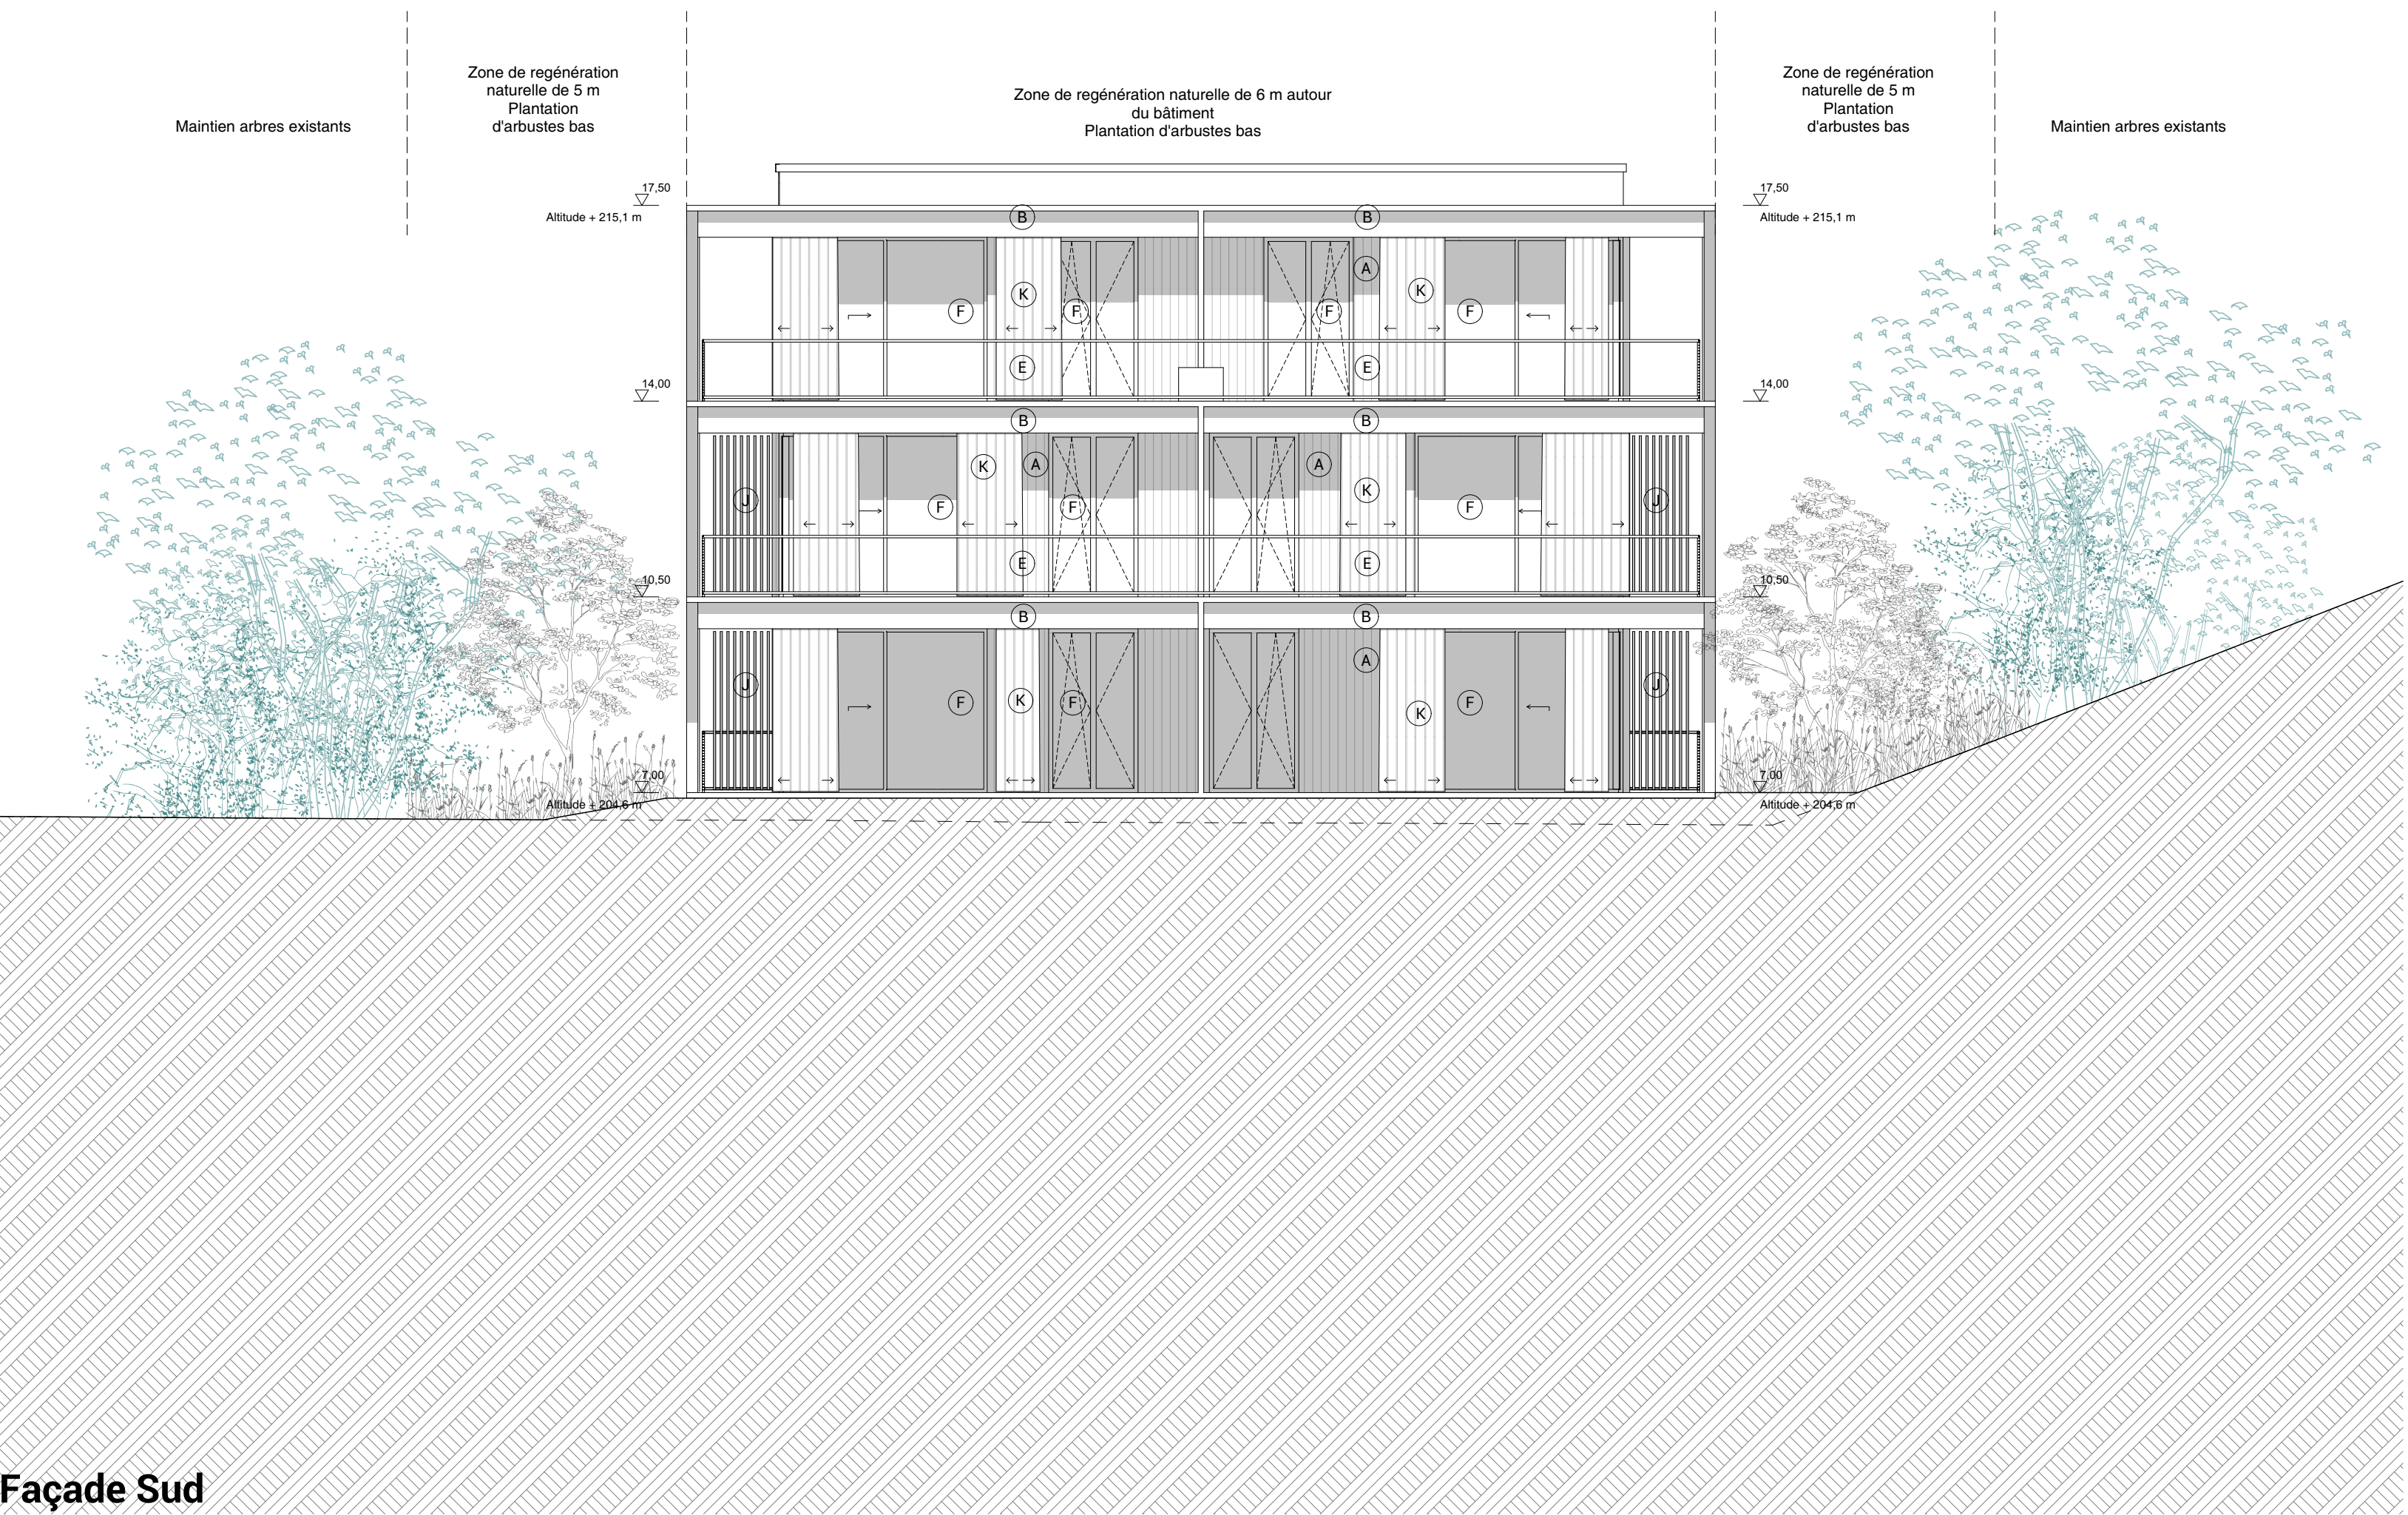 Maintien arbres existants
Zone de regénération
naturelle de 5 m
Plantation
d'arbustes bas
Zone de regénération naturelle de 6 m autour
du bâtiment
Plantation d'arbustes bas
Zone de regénération
naturelle de 5 m
Plantation
d'arbustes bas
Maintien arbres existants
17,50
Altitude + 215,1 m
17,50
Altitude + 215,1 m
B B
A
K K
F F F F
E E
14,00
14,00
B B
K A A
K
J J
F F F
E E
10,50
10,50
B B
A
J J
K
F F F
K
7,00
Altitude + 204,6 m
7,00
Altitude + 204,6 m
Façade Sud